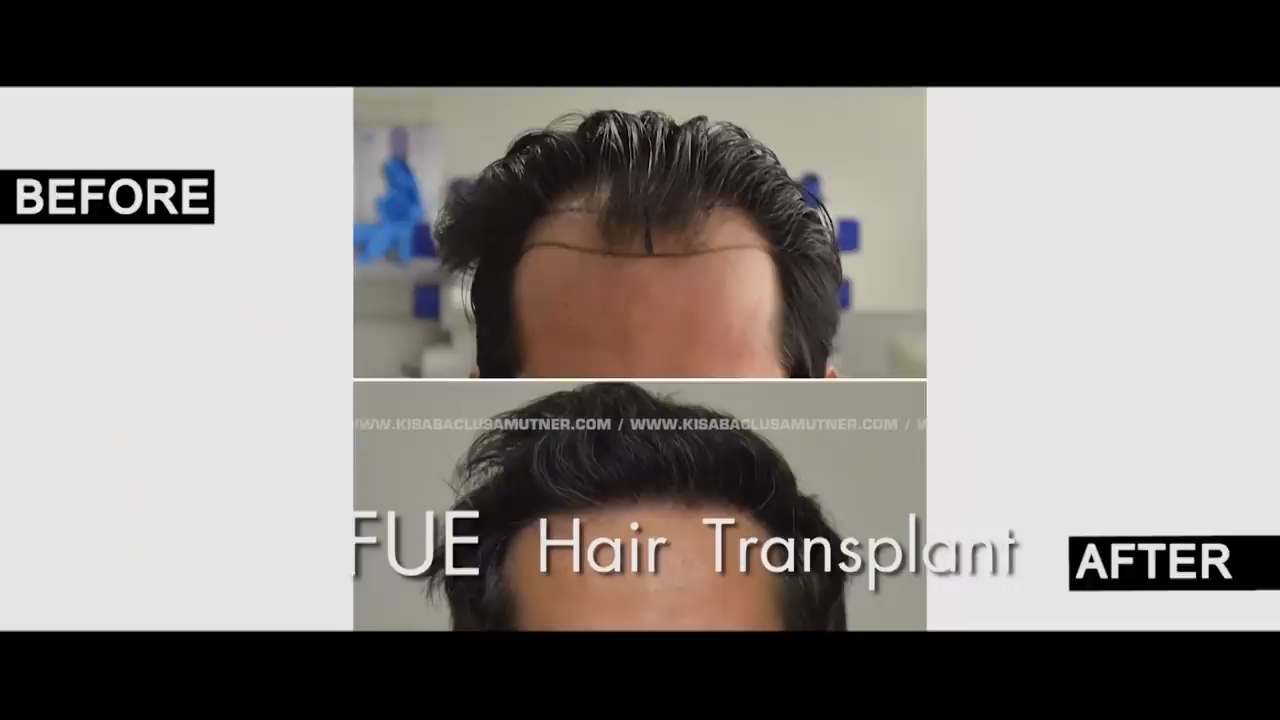 BEFORE
WWW.KISABACLUSAMUTNER.COM / WWW.KISABACLUSAMUTNER.COM /
FUE Hair Transplant
AFTER